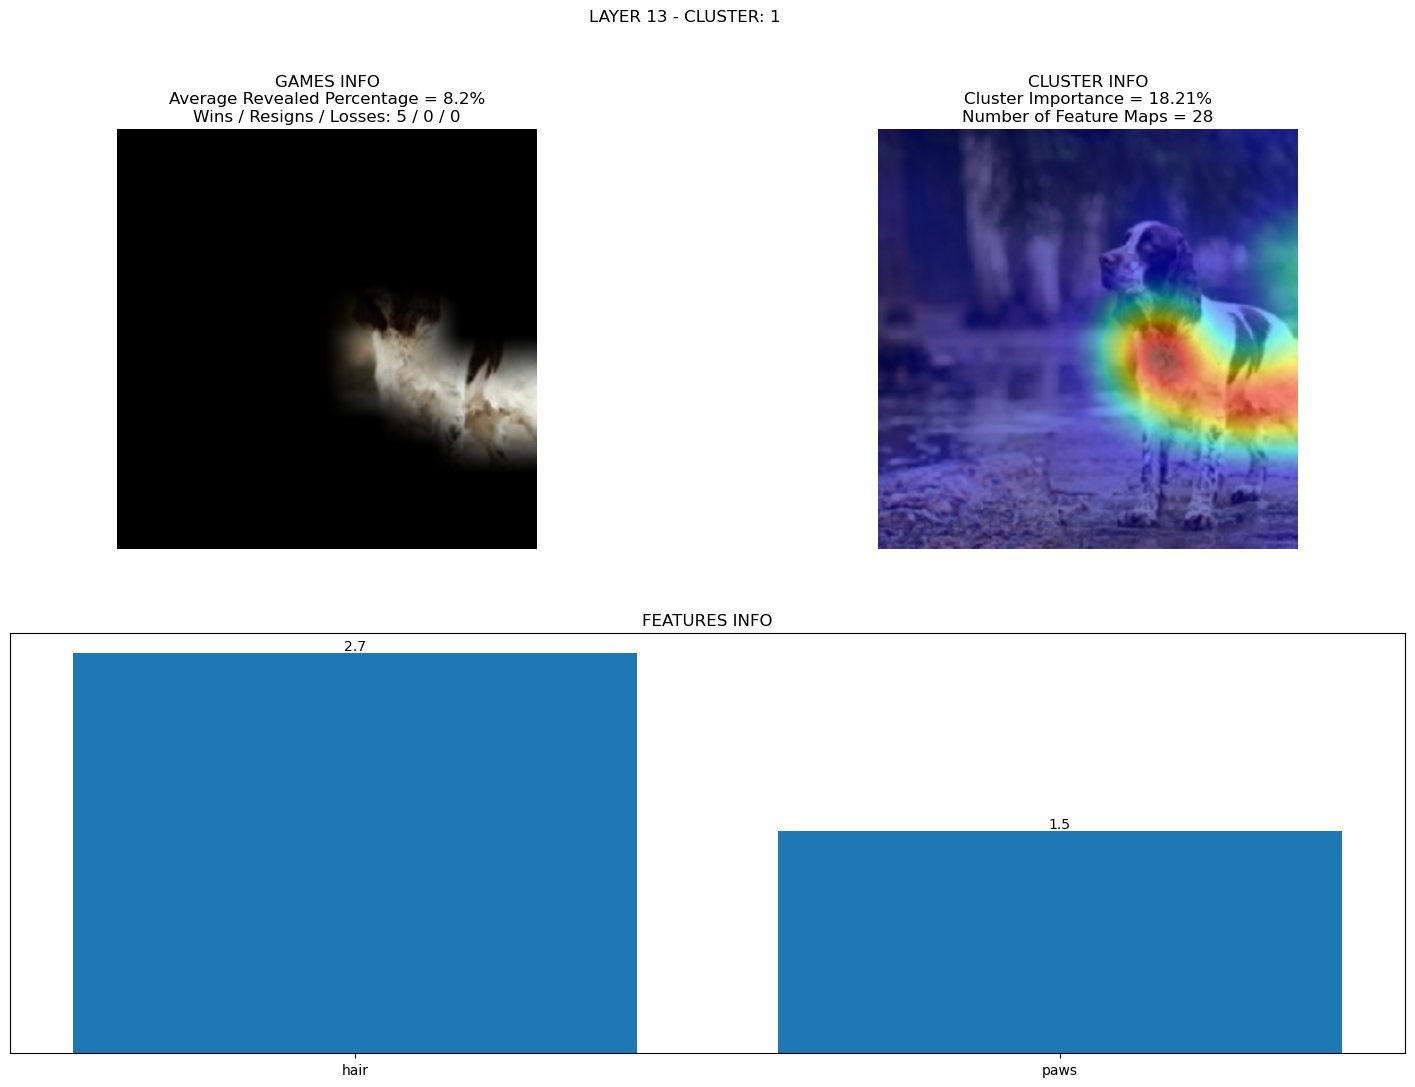 LAYER 13 - CLUSTER: 1
GAMES INFO
Average Revealed Percentage = 8.2%
Wins / Resigns / Losses: 5 / 0 / 0
CLUSTER INFO
Cluster Importance = 18.21%
Number of Feature Maps = 28
FEATURES INFO
2.7
1.5
hair
paws